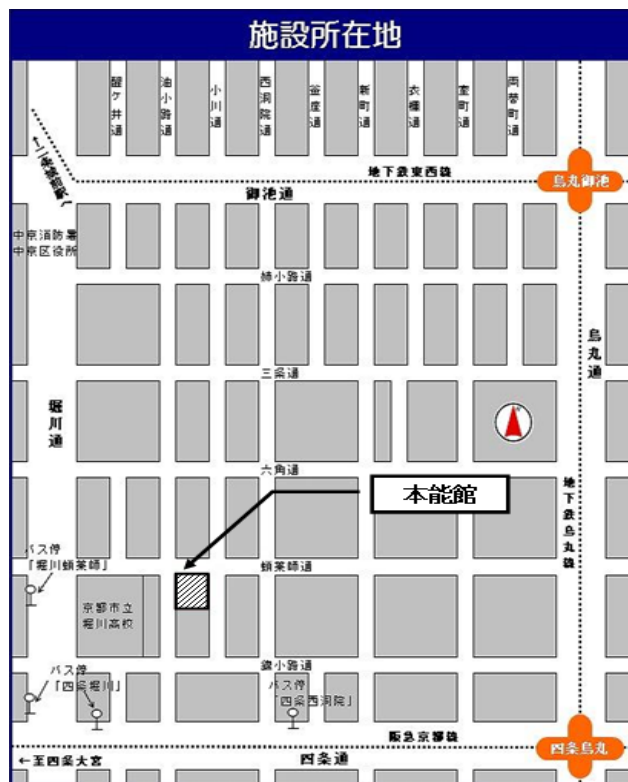 施設所在地
醒ケ井通
油小路通
小川通
西洞院通
釜座通
新町通
衣棚通
室町通
両替町通
←二条城前駅
地下鉄東西線
烏丸御池
御池通
中京消防署
中京区役所
姉小路通
烏丸通
三条通
堀川通
六角通
本能館
地下鉄烏丸線
バス停
「堀川蛸薬師」
蛸薬師通
京都市立
堀川高校
錦小路通
バス停
「四条堀川」
バス停
「四条西洞院」
阪急京都線
四条烏丸
←至四条大宮
四条通